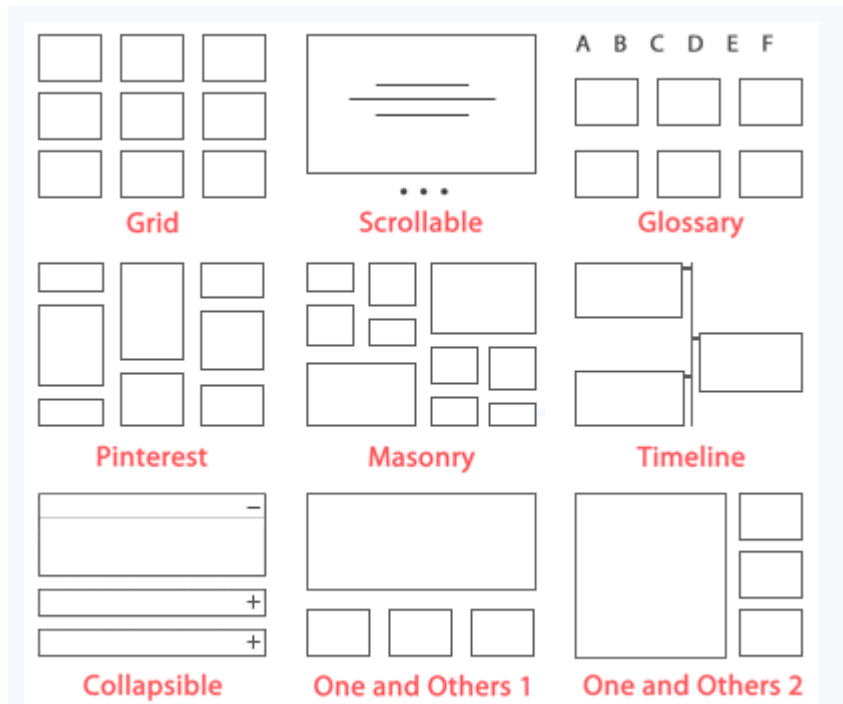 A B C D E F
Grid
Scrollable
Glossary
Pinterest
Masonry
Timeline
Collapsible
One and Others 1
One and Others 2